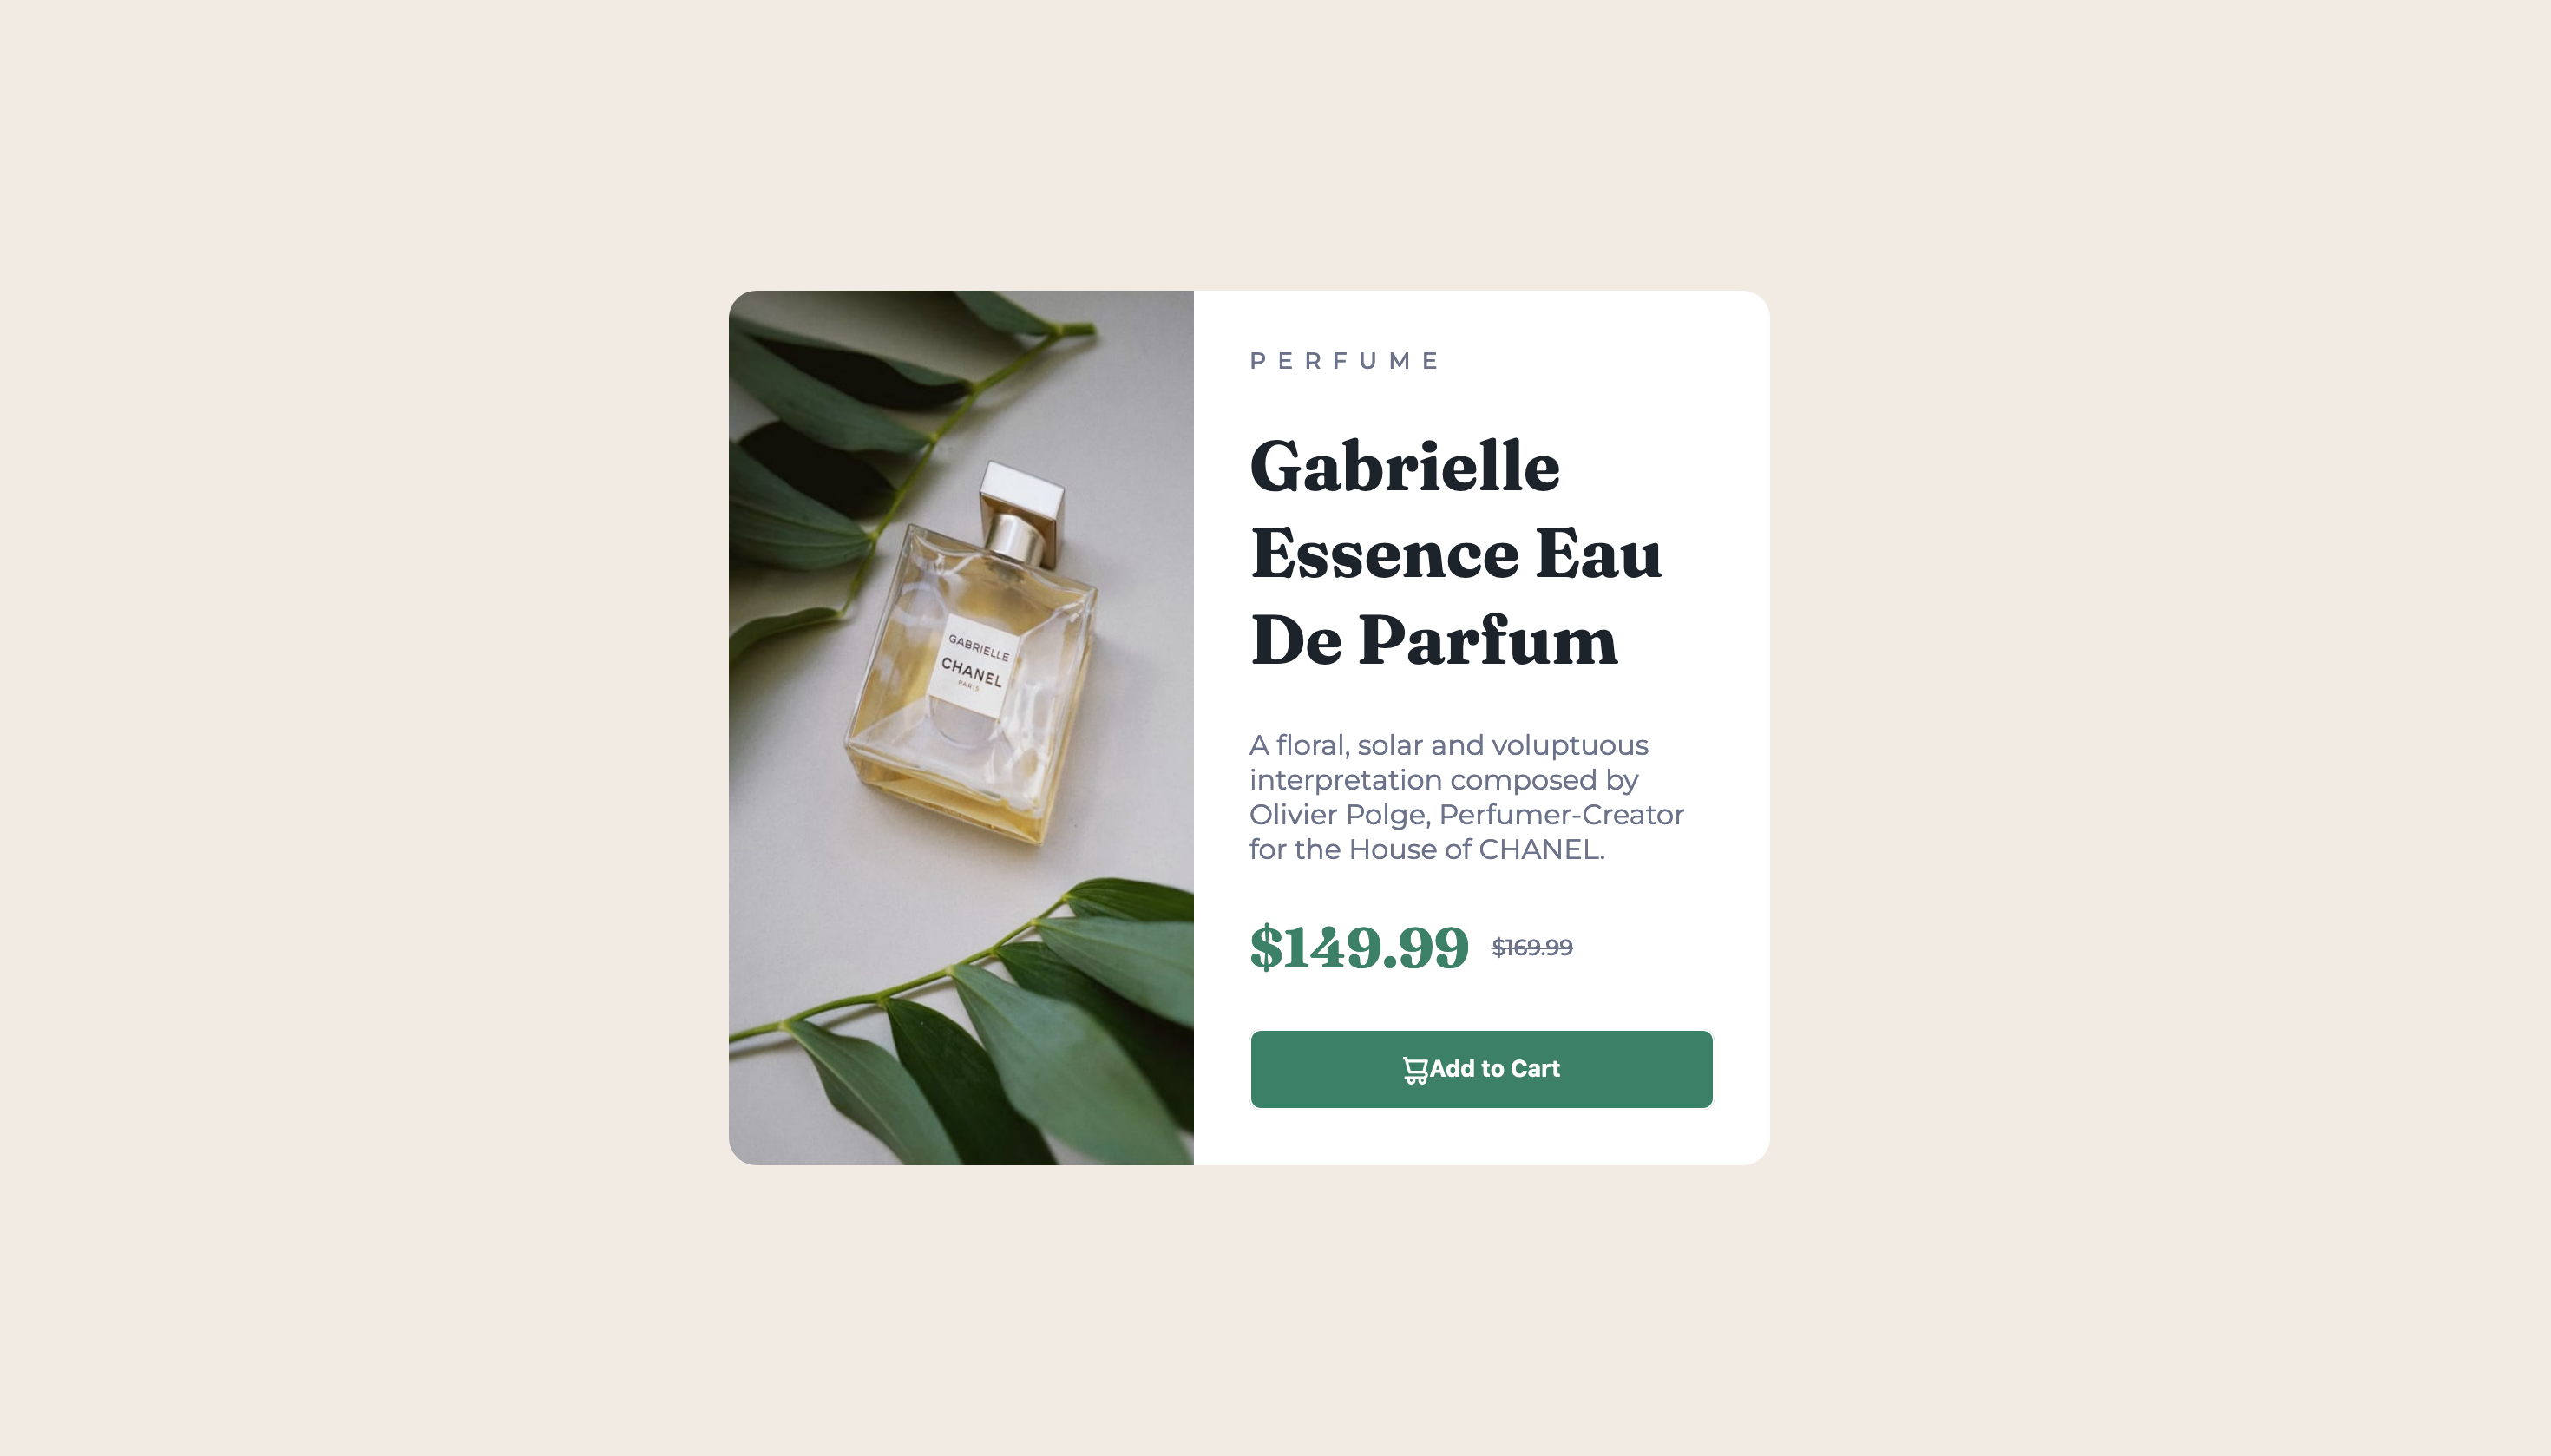 GABRIELLE
CHANEL
PARIS
PERFUME
Gabrielle
Essence Eau
De Parfum
A floral, solar and voluptuous
interpretation composed by
Olivier Polge, Perfumer-Creator
for the House of CHANEL.
$149.99 $169.99
Add to Cart